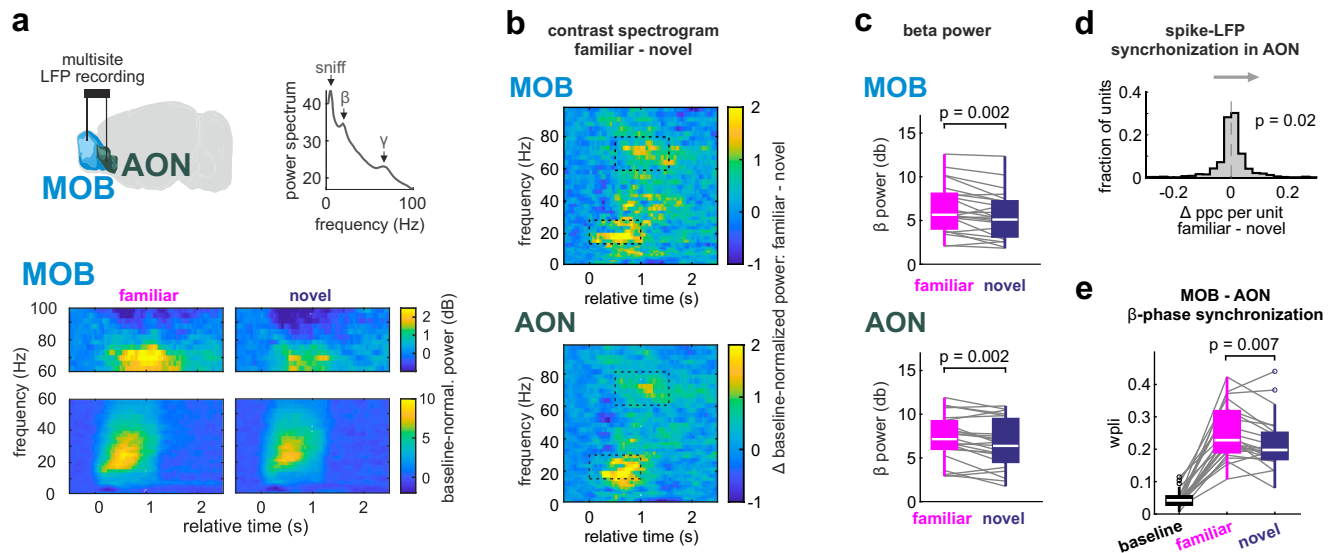 a
multisite
LFP recording
MOB
AON
sniff
β
γ
power spectrum
40
30
20
0
100
frequency (Hz)
MOB
familiar
novel
frequency (Hz)
100
80
60
2
1
0
60
40
20
0
10
5
0
baseline-normal. power (dB)
0
1
2
0
1
2
relative time (s)
b
contrast spectrogram
familiar - novel
MOB
frequency (Hz)
80
60
40
20
0
0
1
2
relative time (s)
2
1
0
-1
AON
frequency (Hz)
80
60
40
20
0
0
1
2
relative time (s)
2
1
0
-1
Δ baseline-normalized power: familiar - novel
c
beta power
MOB
p = 0.002
β power (db)
15
10
5
0
familiar
novel
AON
p = 0.002
β power (db)
15
10
5
0
familiar
novel
d
spike-LFP
syncrhonization in AON
fraction of units
0.4
0.2
0
p = 0.02
-0.2
0
0.2
Δ ppc per unit
familiar - novel
e
MOB - AON
β-phase synchronization
p = 0.007
wpli
0.4
0.3
0.2
0.1
0
baseline
familiar
novel